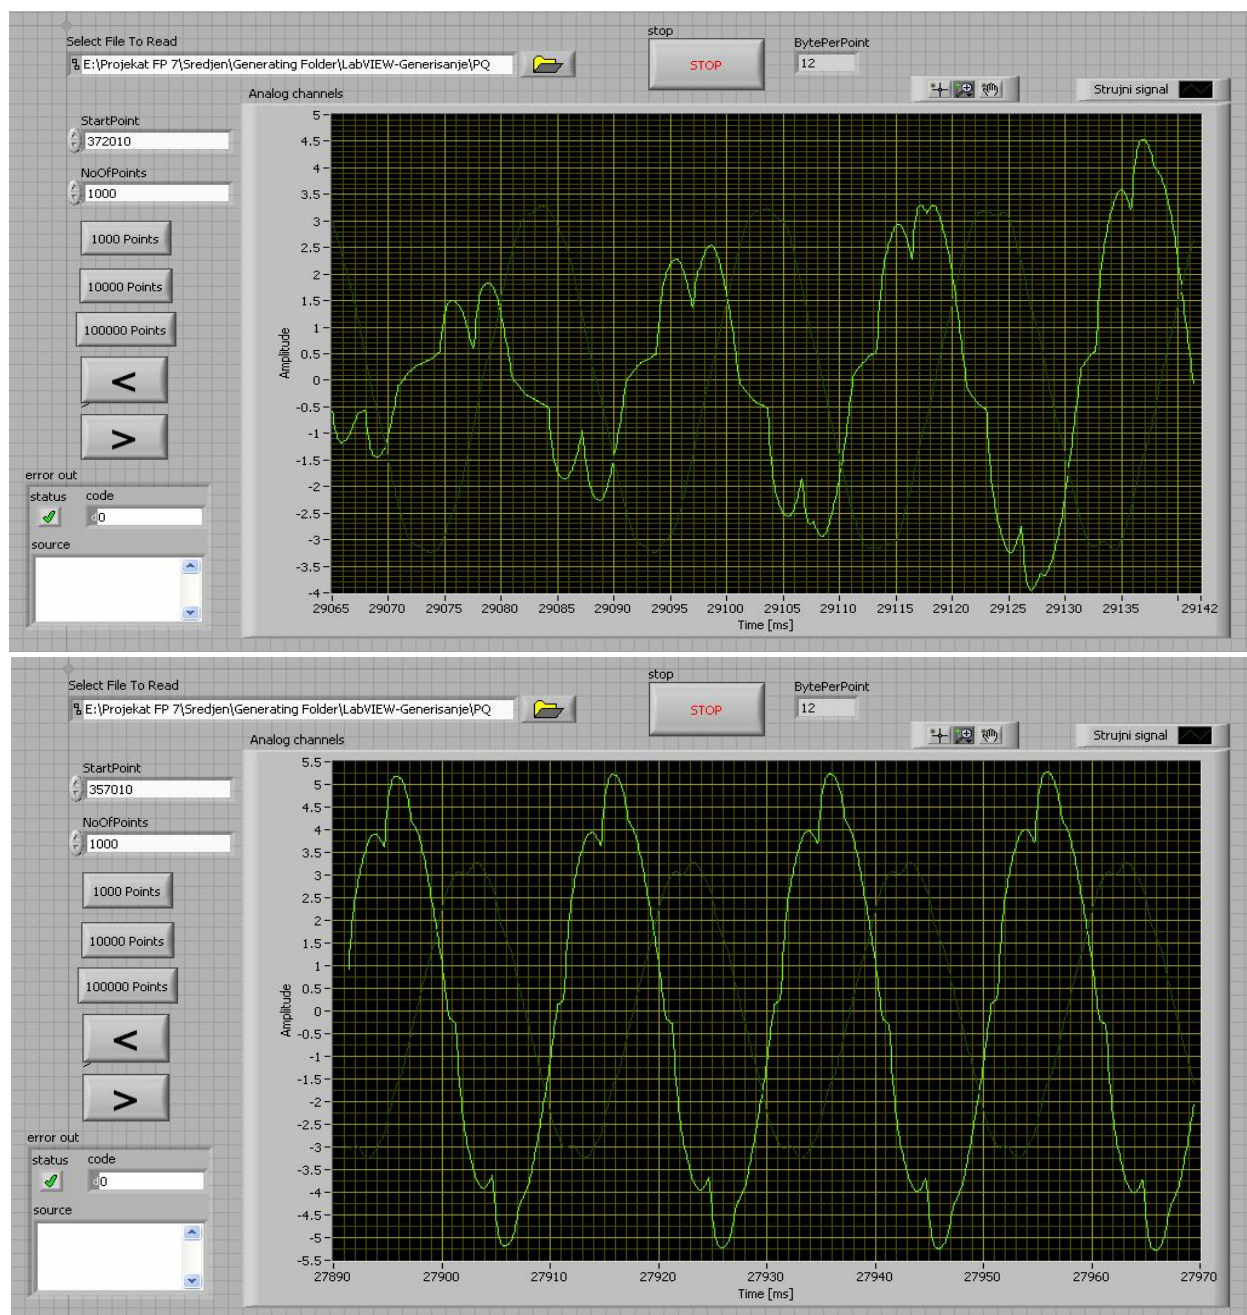 Select File To Read
E:\Projekat FP 7\Sredjen\Generating Folder\LabVIEW-Generisanje\PQ
stop
STOP
BytePerPoint
12
Analog channels
Strujni signal
StartPoint
372010
NoOfPoints
1000
1000 Points
10000 Points
100000 Points
<
>
>
error out
status code
d0
source
Amplitude
5
4.5
4
3.5
3
2.5
2
1.5
1
0.5
0
-0.5
-1
-1.5
-2
-2.5
-3
-3.5
-4
29065 29070 29075 29080 29085 29090 29095 29100 29105 29110 29115 29120 29125 29130 29135 29142
Time [ms]
Select File To Read
E:\Projekat FP 7\Sredjen\Generating Folder\LabVIEW-Generisanje\PQ
stop
STOP
BytePerPoint
12
Analog channels
Strujni signal
StartPoint
357010
NoOfPoints
1000
1000 Points
10000 Points
100000 Points
<
>
>
error out
status code
d0
source
Amplitude
5.5
5
4.5
4
3.5
3
2.5
2
1.5
1
0.5
0
-0.5
-1
-1.5
-2
-2.5
-3
-3.5
-4
-4.5
-5
-5.5
27890 27900 27910 27920 27930 27940 27950 27960 27970
Time [ms]